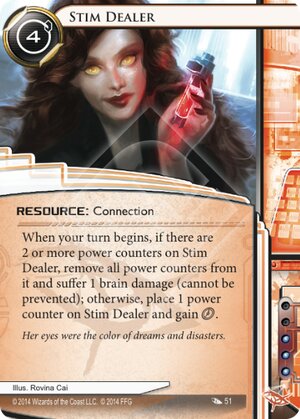 4
STIM DEALER
RESOURCE: Connection
When your turn begins, if there are
2 or more power counters on Stim
Dealer, remove all power counters from
it and suffer 1 brain damage (cannot be
prevented); otherwise, place 1 power
counter on Stim Dealer and gain
Her eyes were the color of dreams and disasters.
Illus. Rovina Cai
© 2014 Wizards of the Coast LLC. © 2014 FFG
51